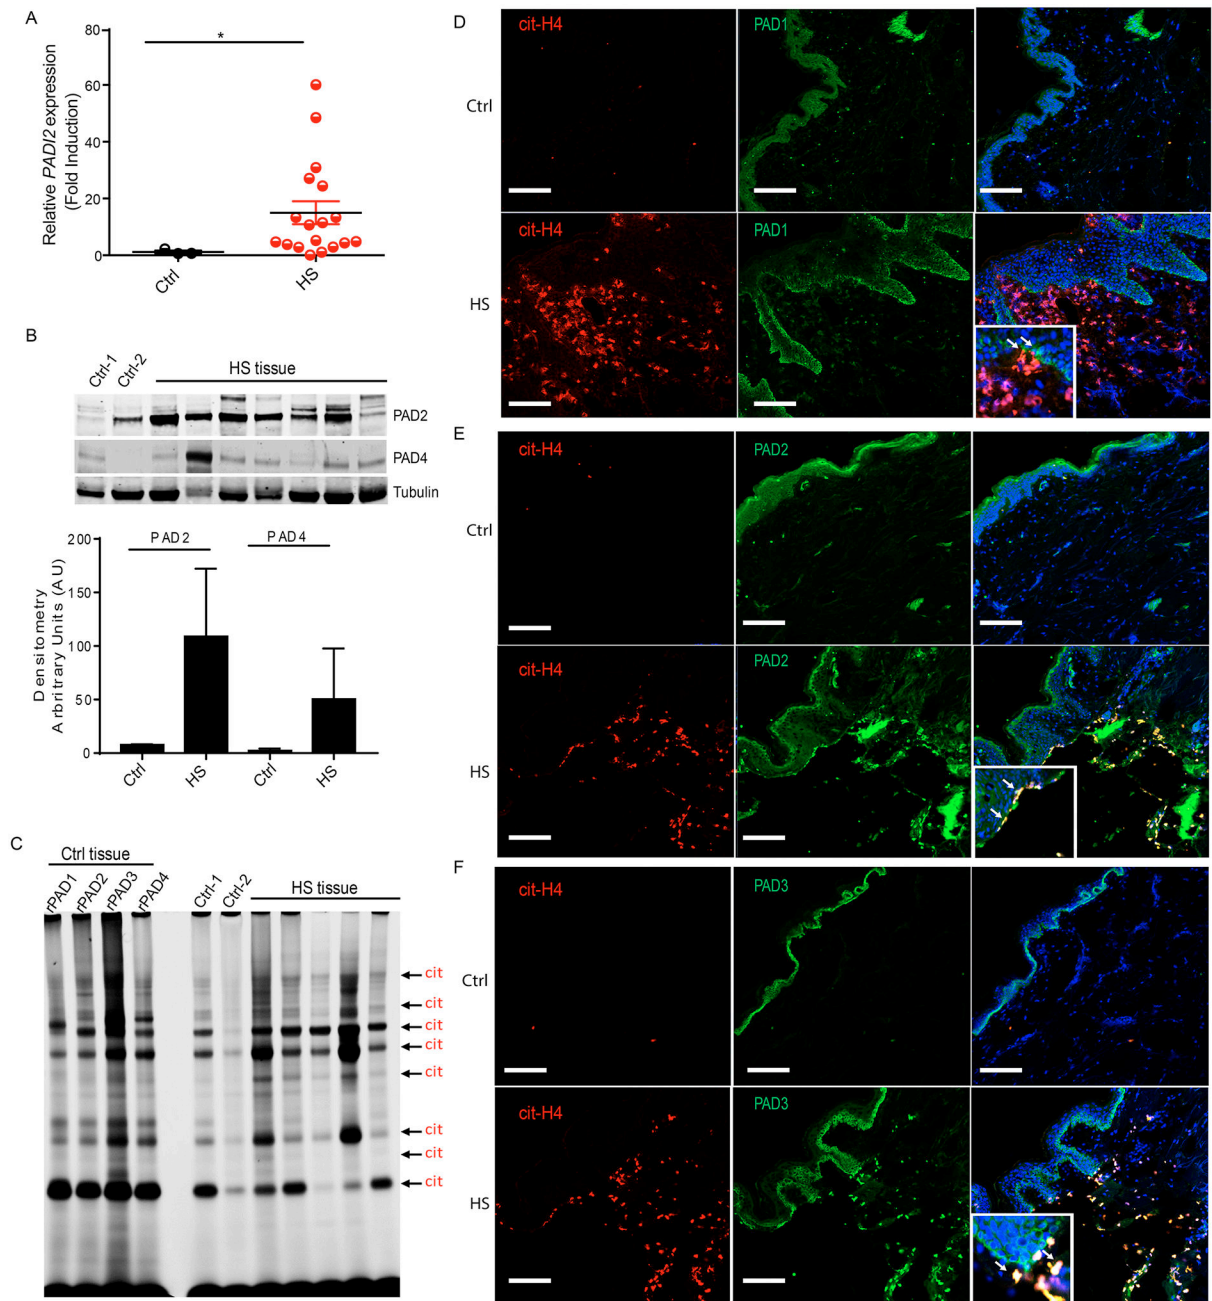 A
Relative PADI2 expression
(Fold Induction)
80
60
40
20
0
*
Ctrl
HS
B
Ctrl-1
Ctrl-2
HS tissue
PAD2
PAD4
Tubulin
Densitometry
Arbritrary Units (AU)
200
150
100
50
0
PAD2
PAD4
Ctrl
HS
Ctrl
HS
C
Ctrl tissue
rPAD1
rPAD2
rPAD3
rPAD4
Ctrl-1
Ctrl-2
HS tissue
cit
cit
cit
cit
cit
cit
cit
cit
D
cit-H4
PAD1
Ctrl
cit-H4
PAD1
HS
E
cit-H4
PAD2
Ctrl
cit-H4
PAD2
HS
F
cit-H4
PAD3
Ctrl
cit-H4
PAD3
HS